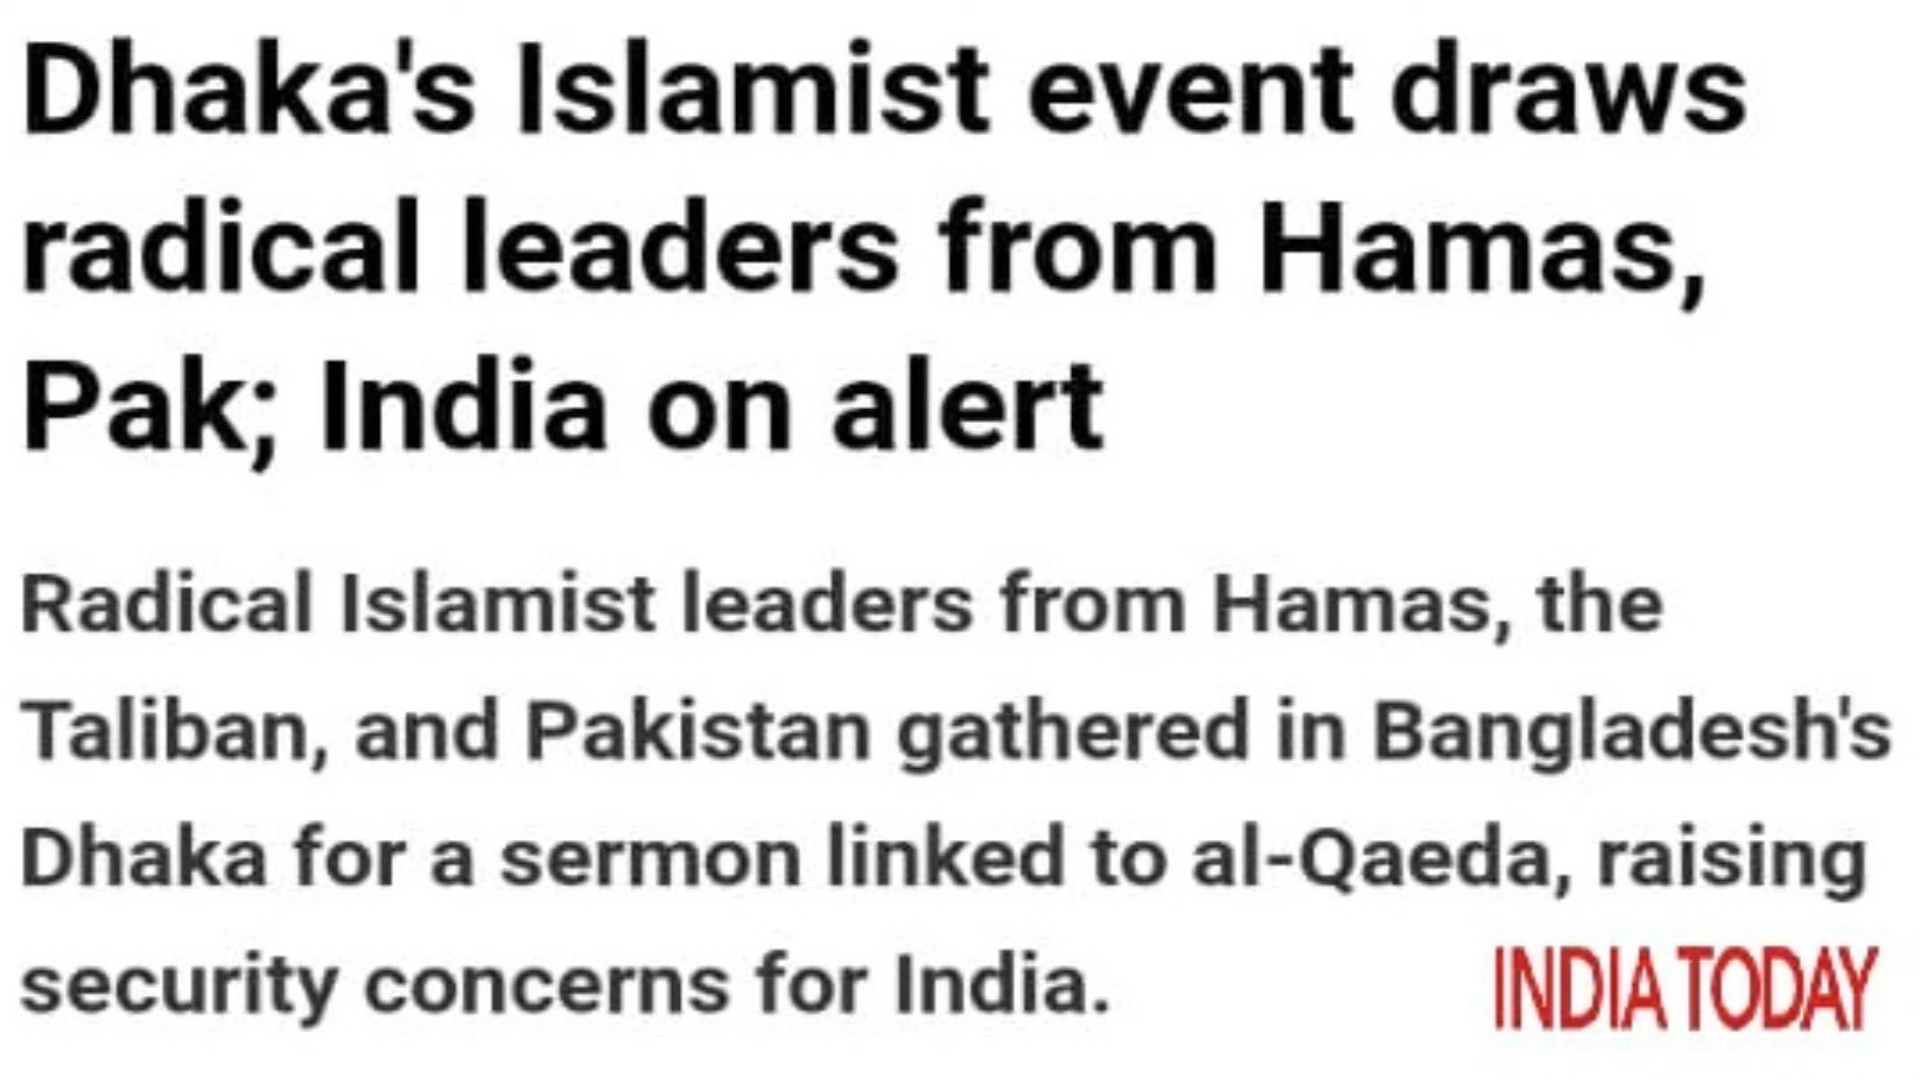 Dhaka's Islamist event draws
radical leaders from Hamas,
Pak; India on alert
Radical Islamist leaders from Hamas, the
Taliban, and Pakistan gathered in Bangladesh's
Dhaka for a sermon linked to al-Qaeda, raising
security concerns for India.
INDIA TODAY